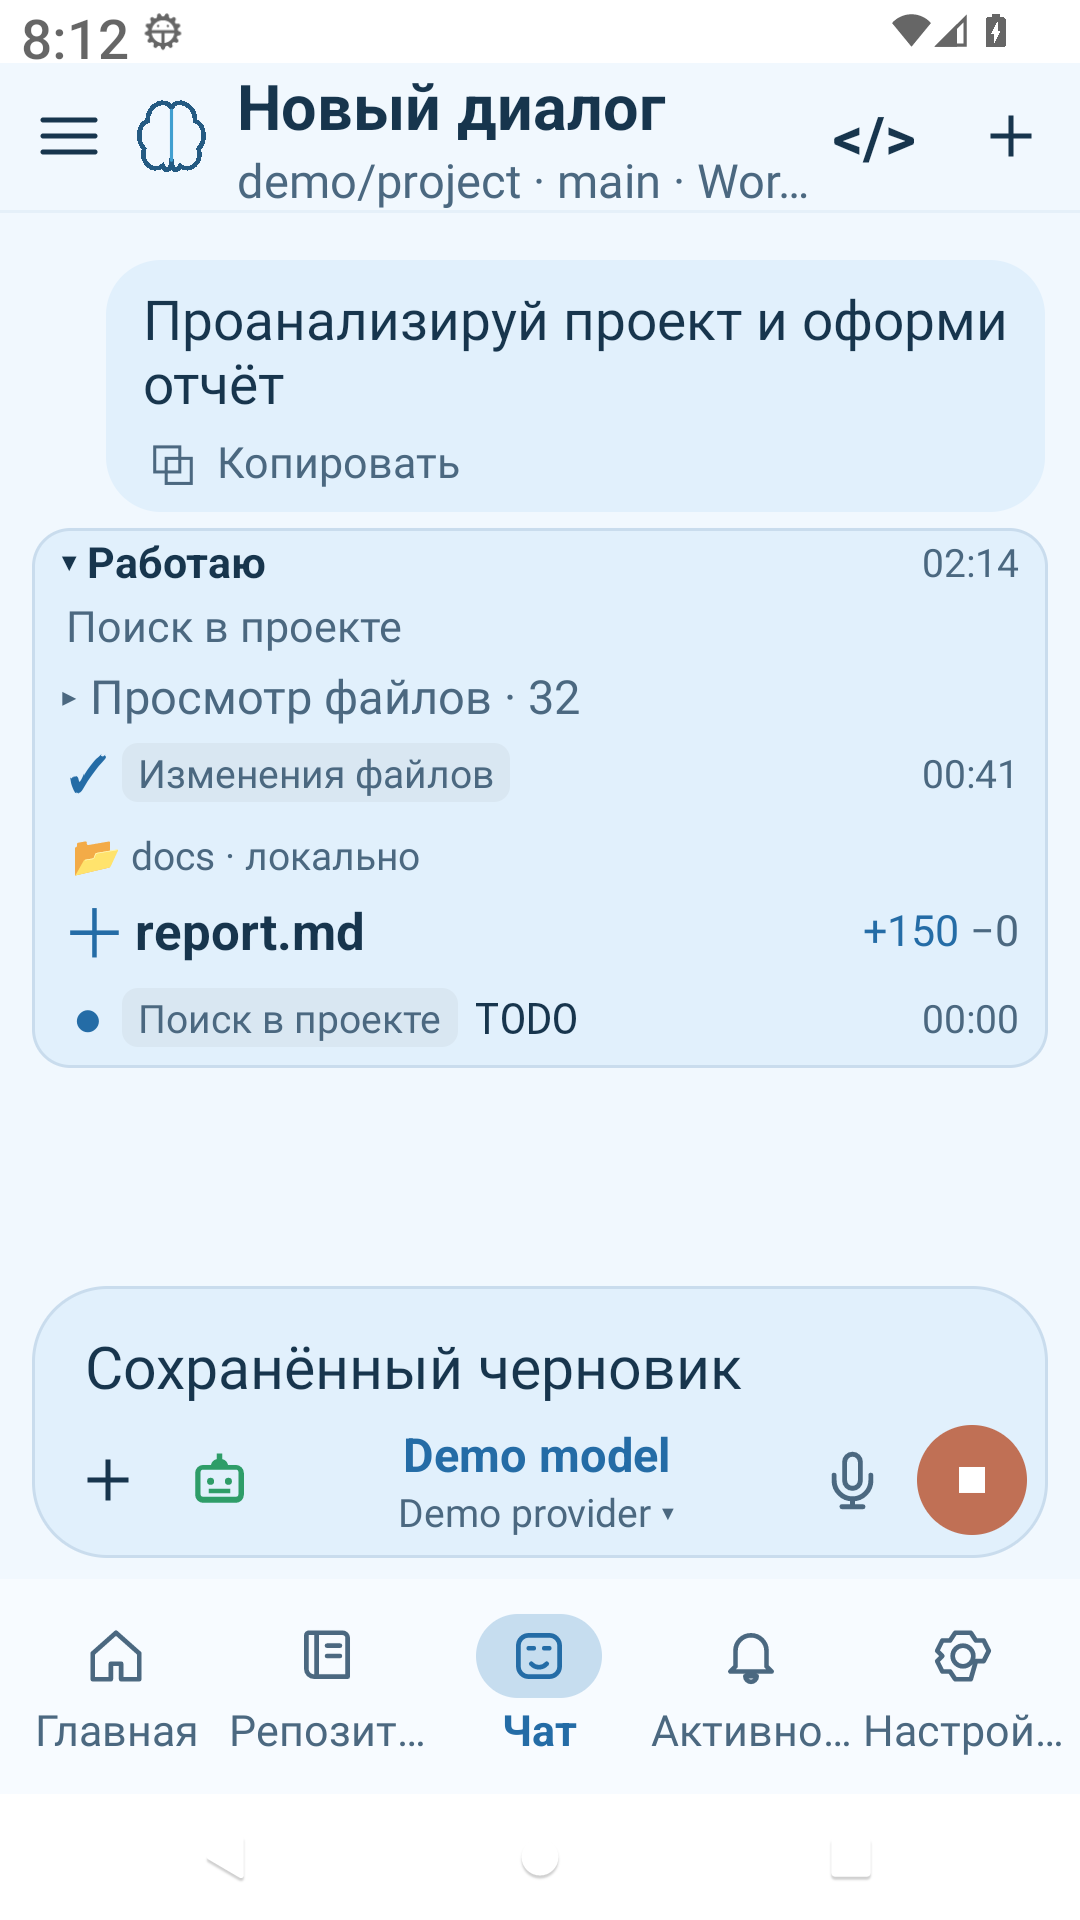 8:12
Новый диалог
demo/project · main · Wor…
</>
Проанализируй проект и оформи
отчёт
Копировать
▾ Работаю 02:14
Поиск в проекте
▸ Просмотр файлов · 32
✓ Изменения файлов 00:41
docs · локально
report.md +150 −0
Поиск в проекте TODO 00:00
Сохранённый черновик
Demo model
Demo provider ▾
Главная Репозит… Чат Активно… Настрой…